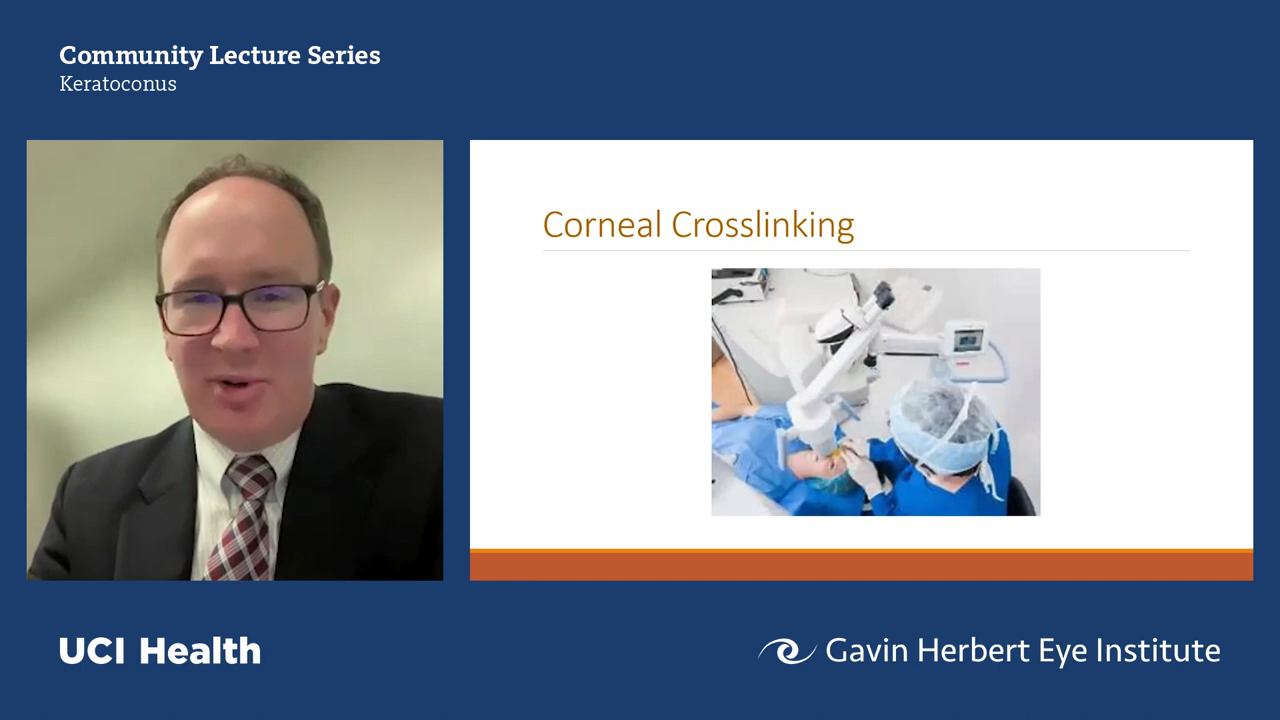 Community Lecture Series
Keratoconus
Corneal Crosslinking
UCI Health
Gavin Herbert Eye Institute